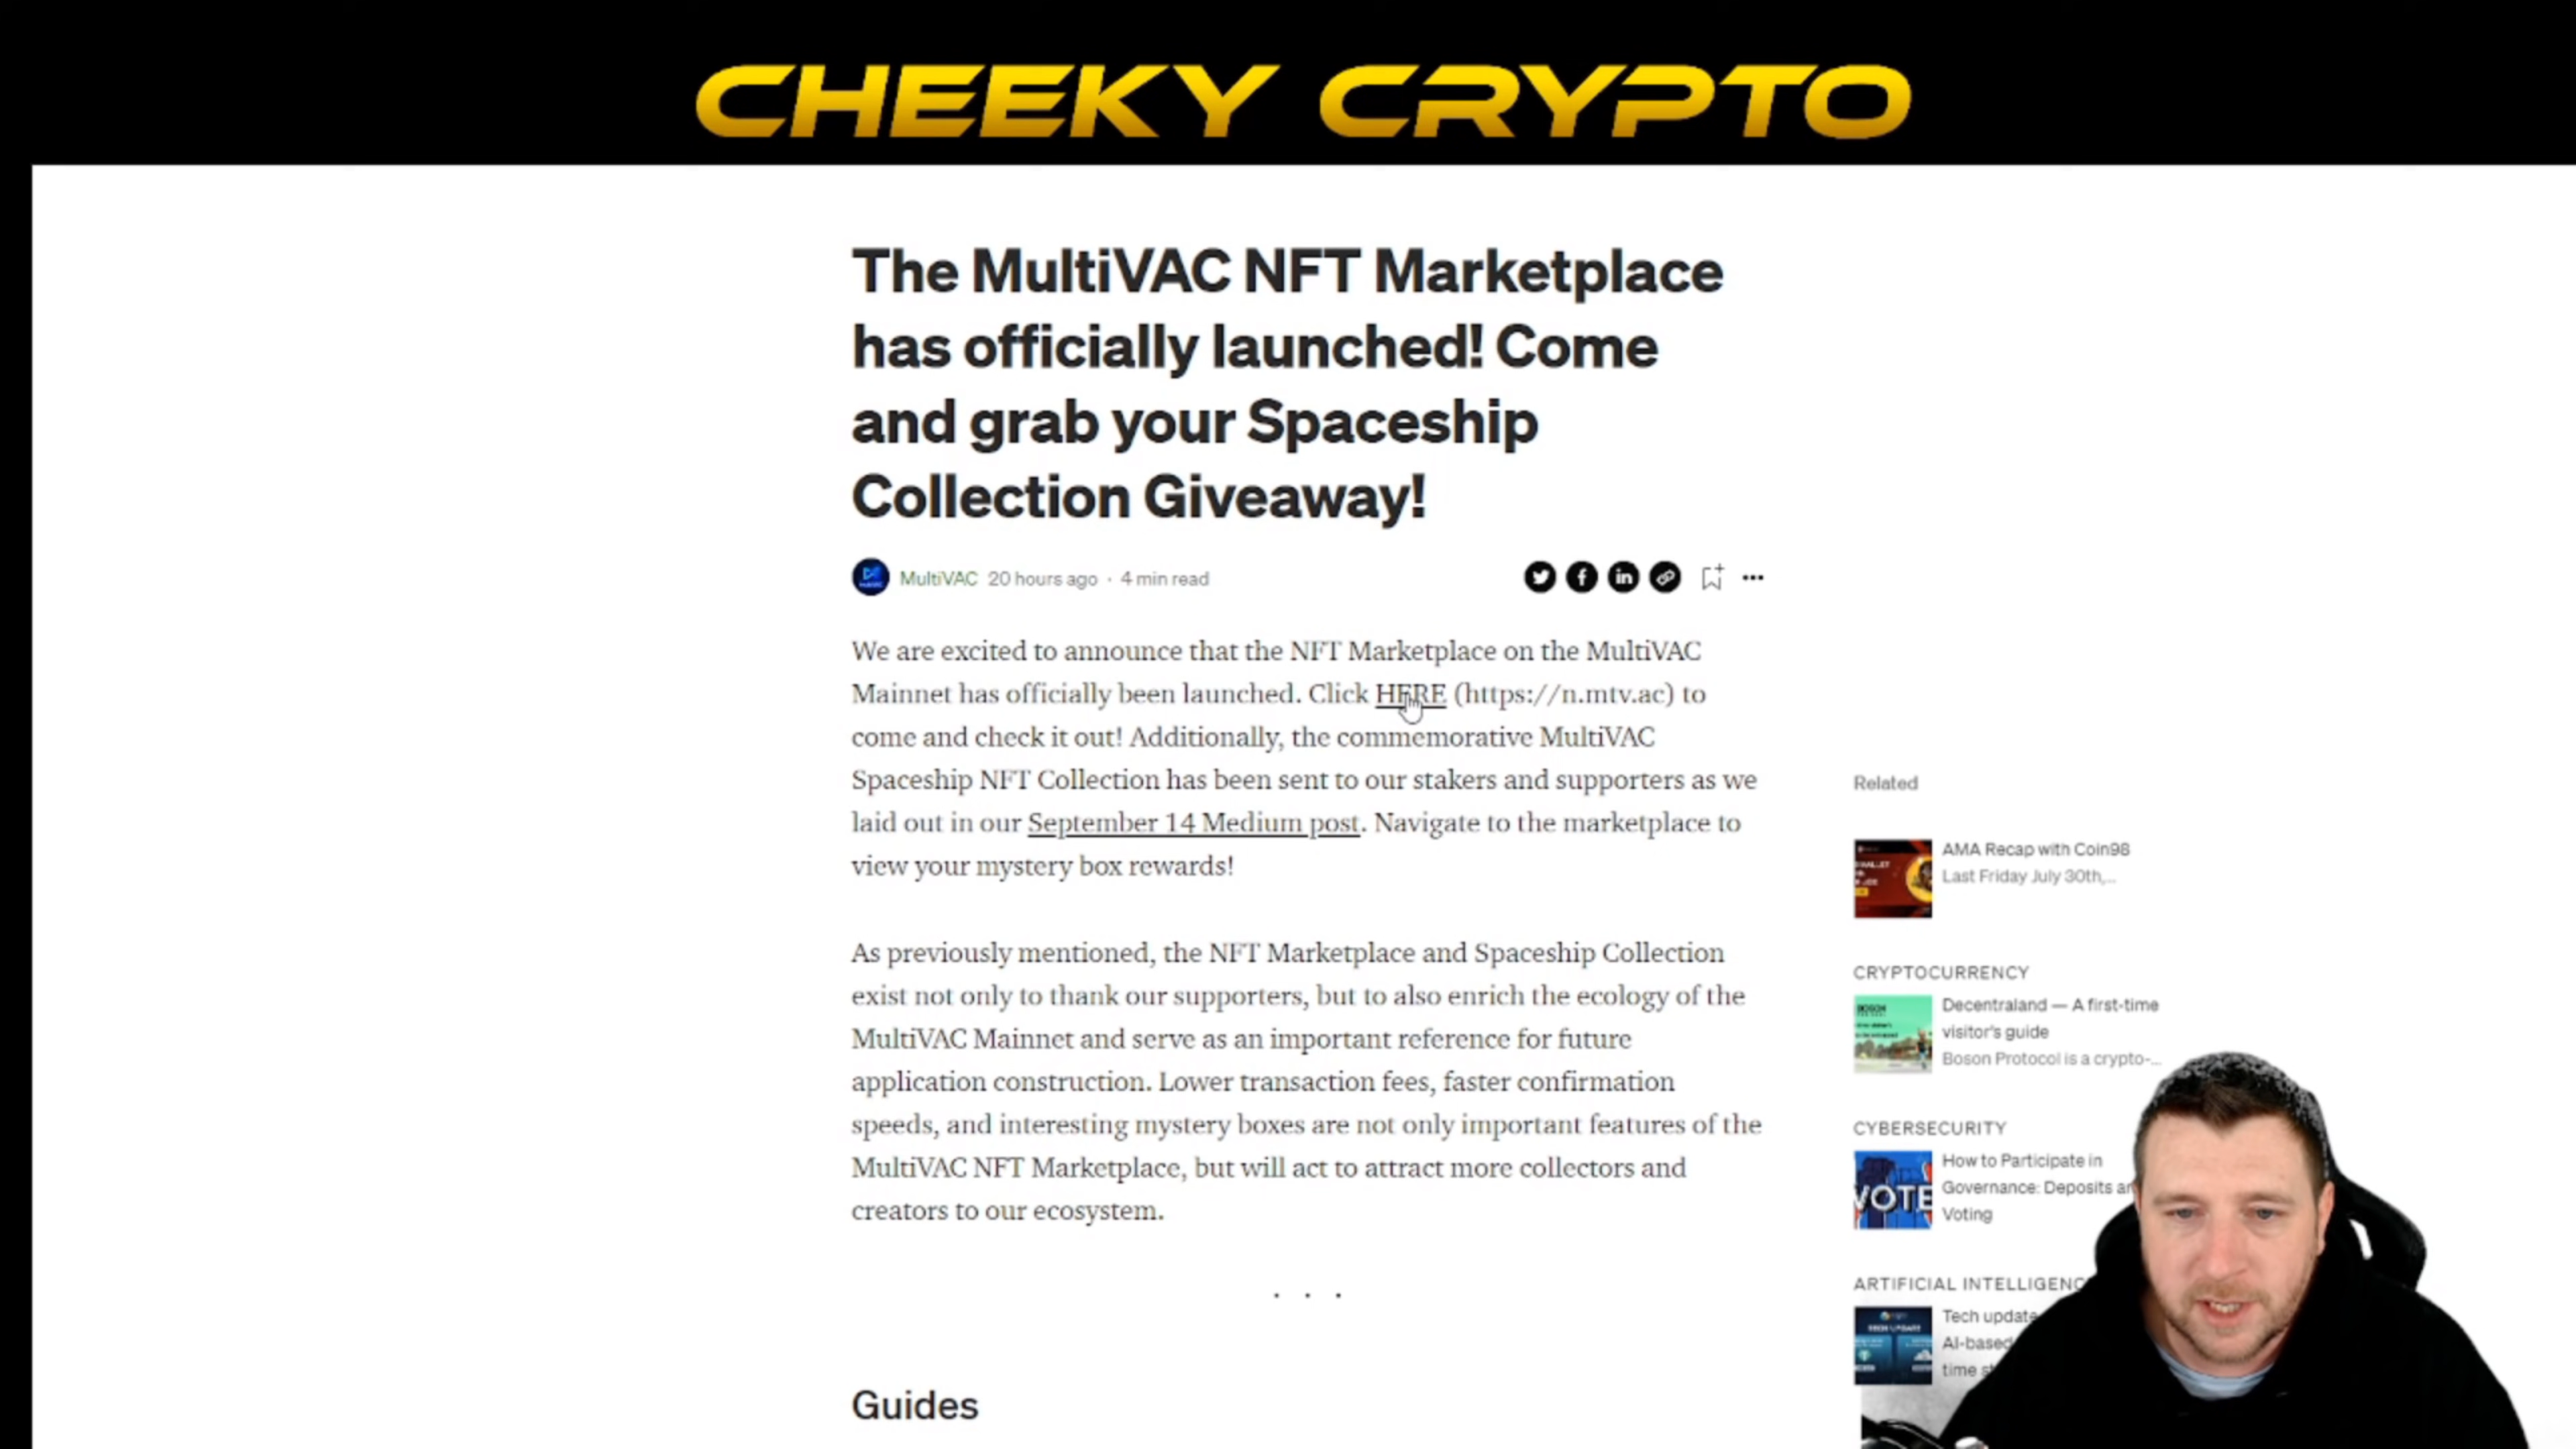 CHEEKY CRYPTO
The MultiVAC NFT Marketplace
has officially launched! Come
and grab your Spaceship
Collection Giveaway!
MultiVAC 20 hours ago · 4 min read
We are excited to announce that the NFT Marketplace on the MultiVAC
Mainnet has officially been launched. Click HERE (https://n.mtv.ac) to
come and check it out! Additionally, the commemorative MultiVAC
Spaceship NFT Collection has been sent to our stakers and supporters as we
laid out in our September 14 Medium post. Navigate to the marketplace to
view your mystery box rewards!
As previously mentioned, the NFT Marketplace and Spaceship Collection
exist not only to thank our supporters, but to also enrich the ecology of the
MultiVAC Mainnet and serve as an important reference for future
application construction. Lower transaction fees, faster confirmation
speeds, and interesting mystery boxes are not only important features of the
MultiVAC NFT Marketplace, but will act to attract more collectors and
creators to our ecosystem.
. . .
Guides
Related
AMA Recap with Coin98
Last Friday July 30th,...
CRYPTOCURRENCY
Decentraland — A first-time
visitor's guide
Boson Protocol is a crypto-...
CYBERSECURITY
VOTE
How to Participate in
Governance: Deposits
Voting
ARTIFICIAL
TECH UPDATE
Tech update
AI-based
time